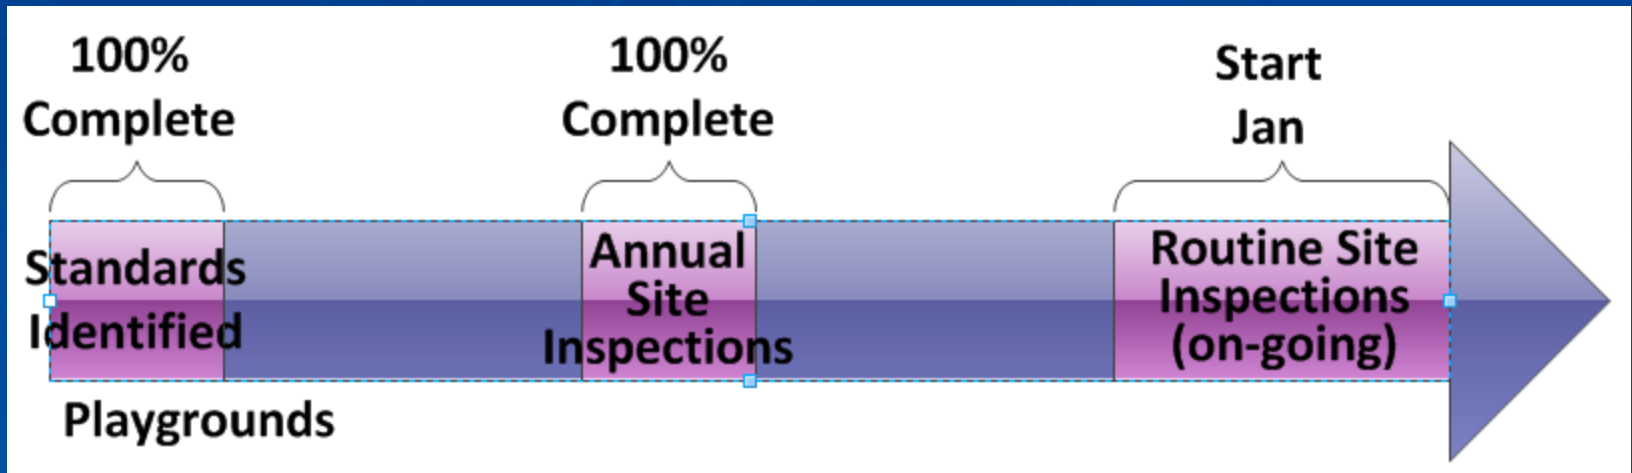 100%
Complete
100%
Complete
Start
Jan
Standards
Identified
Annual
Site
Inspections
Routine Site
Inspections
(on-going)
Playgrounds